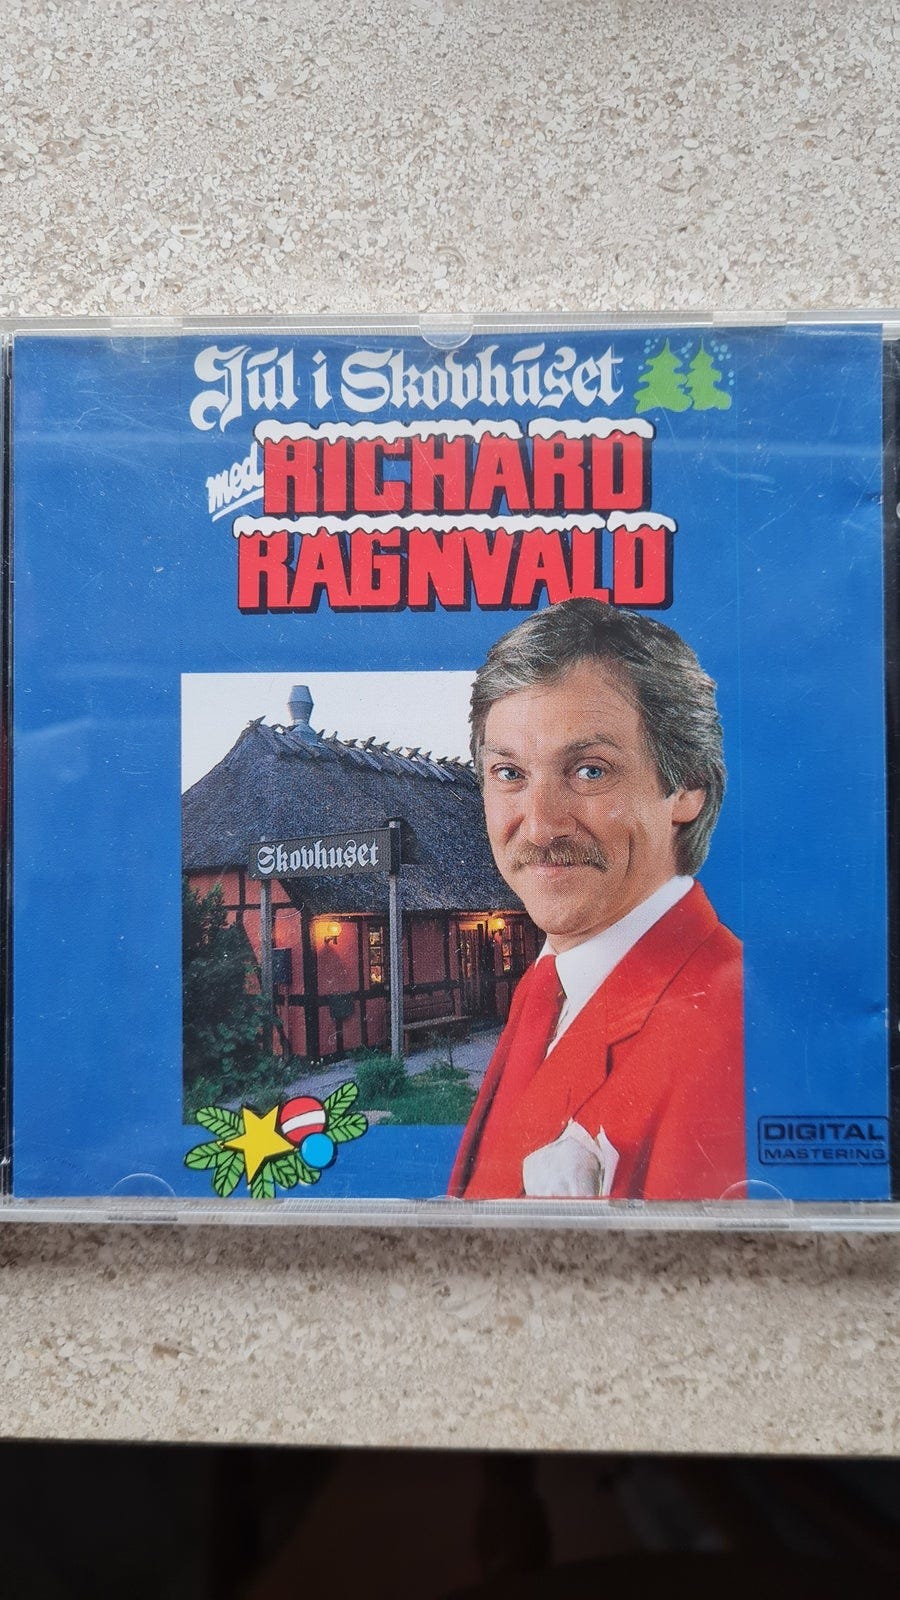 Jul i Skovhuset
med RICHARD
RAGNVALD
Skovhuset
DIGITAL
MASTERING